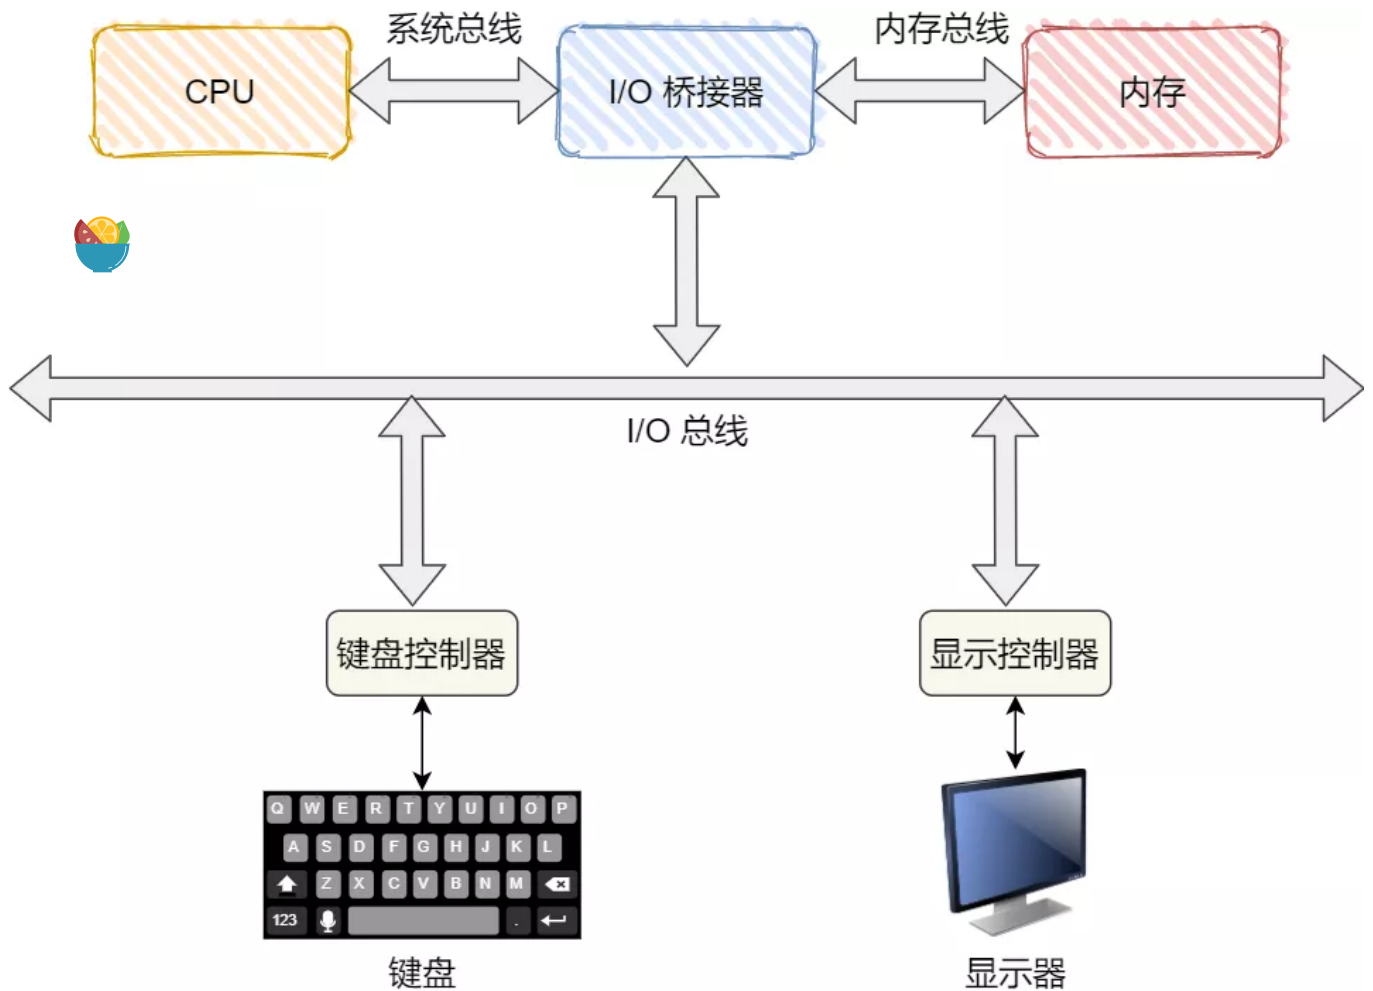 系统总线
内存总线
CPU
I/O 桥接器
内存
I/O 总线
键盘控制器
显示控制器
Q W E R T Y U I O P
A S D F G H J K L
Z X C V B N M
123 .
键盘
显示器